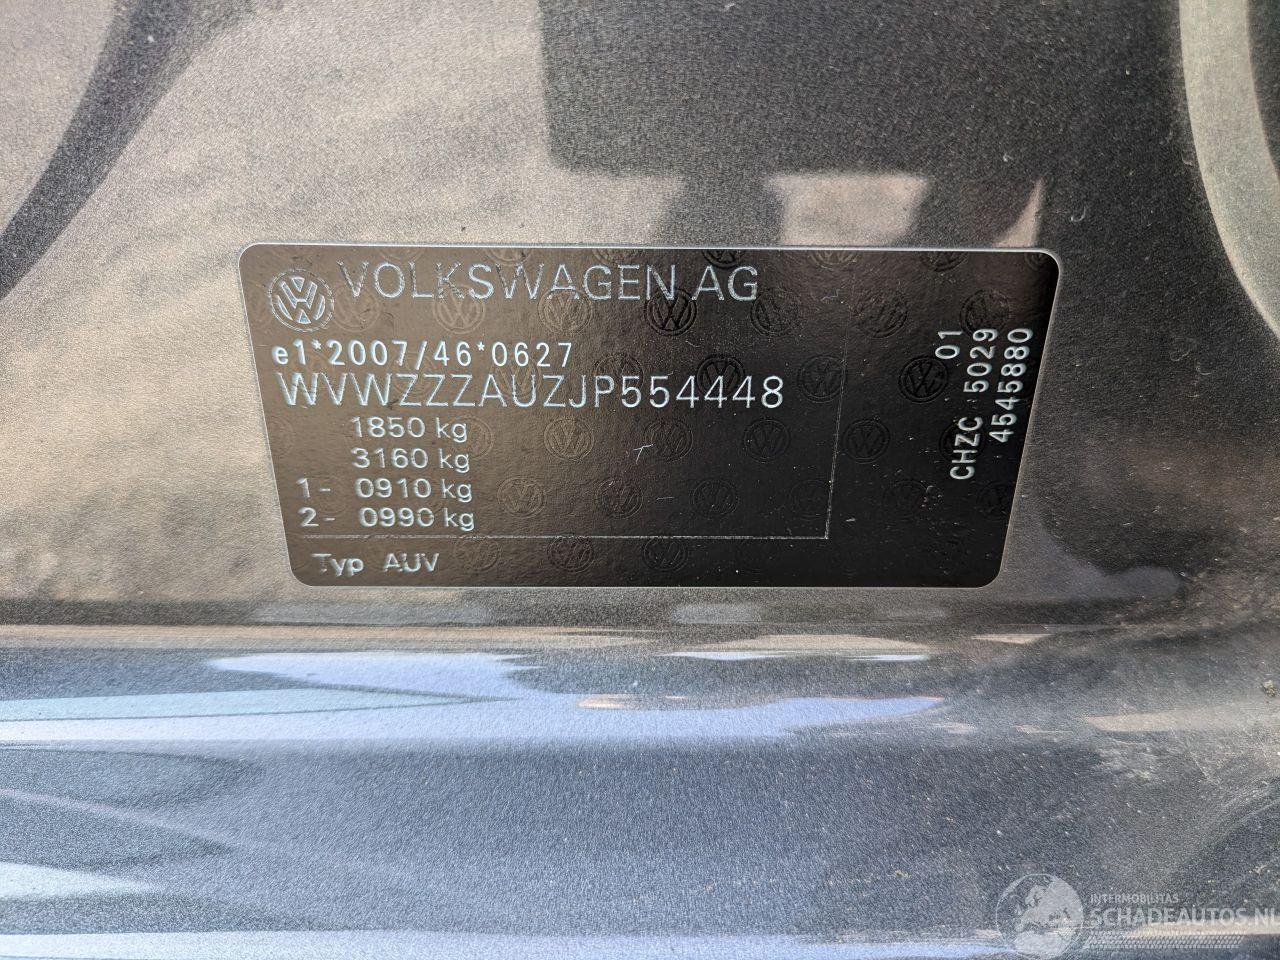 VOLKSWAGEN AG
e1*2007/46*0627
WVWZZZAUZJP554448
1850 kg
3160 kg
1- 0910 kg
2- 0990 kg
Typ AUV
01
CHZC 5029
4545880
INTERMOBILITAS
SCHADEAUTOS.NL